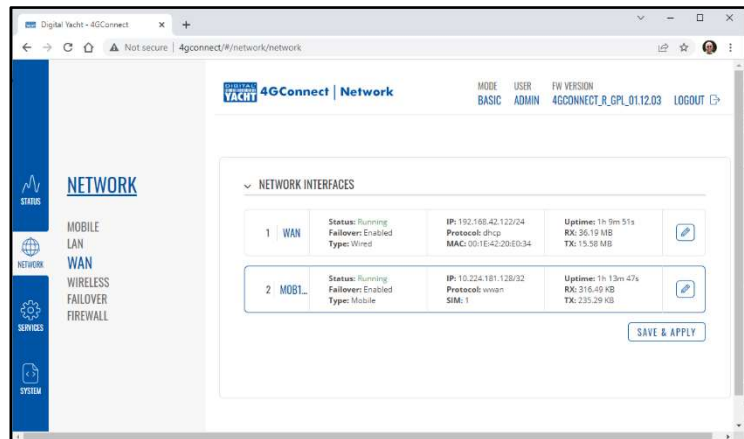 Digital Yacht - 4GConnect
Not secure | 4gconnect/#/network/network
DIGITAL YACHT 4GConnect | Network
MODE BASIC
USER ADMIN
FW VERSION 4GCONNECT_R_GPL_01.12.03
LOGOUT
STATUS
NETWORK
SERVICES
SYSTEM
NETWORK
MOBILE
LAN
WAN
WIRELESS
FAILOVER
FIREWALL
NETWORK INTERFACES
1 WAN
Status: Running
Failover: Enabled
Type: Wired
IP: 192.168.42.122/24
Protocol: dhcp
MAC: 00:1E:42:20:E0:34
Uptime: 1h 9m 51s
RX: 36.19 MB
TX: 15.58 MB
2 MOB1...
Status: Running
Failover: Enabled
Type: Mobile
IP: 10.224.181.128/32
Protocol: wwan
SIM: 1
Uptime: 1h 13m 47s
RX: 316.49 KB
TX: 235.29 KB
SAVE & APPLY